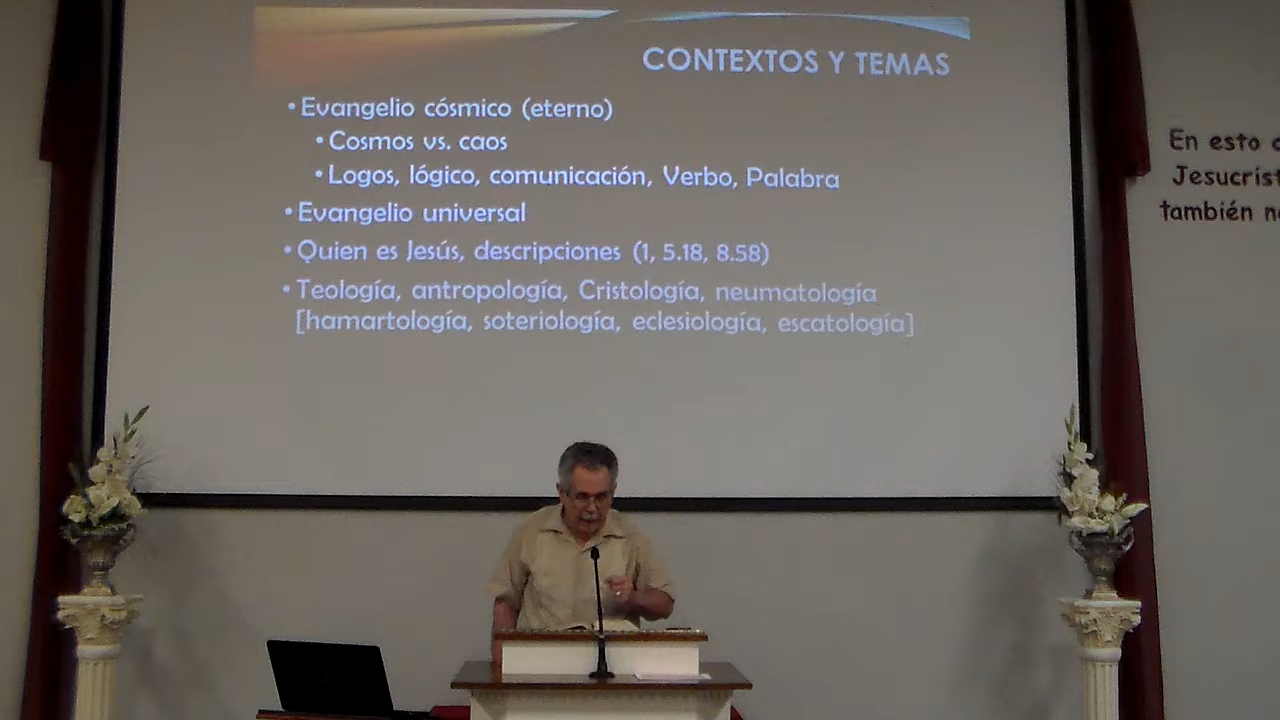 CONTEXTOS Y TEMAS
• Evangelio cósmico (eterno)
• Cosmos vs. caos
• Logos, lógico, comunicación, Verbo, Palabra
• Evangelio universal
• Quien es Jesús, descripciones (1, 5.18, 8.58)
• Teología, antropología, Cristología, neumatología
[hamartología, soteriología, eclesiología, escatología]
En esto
Jesucrist
también